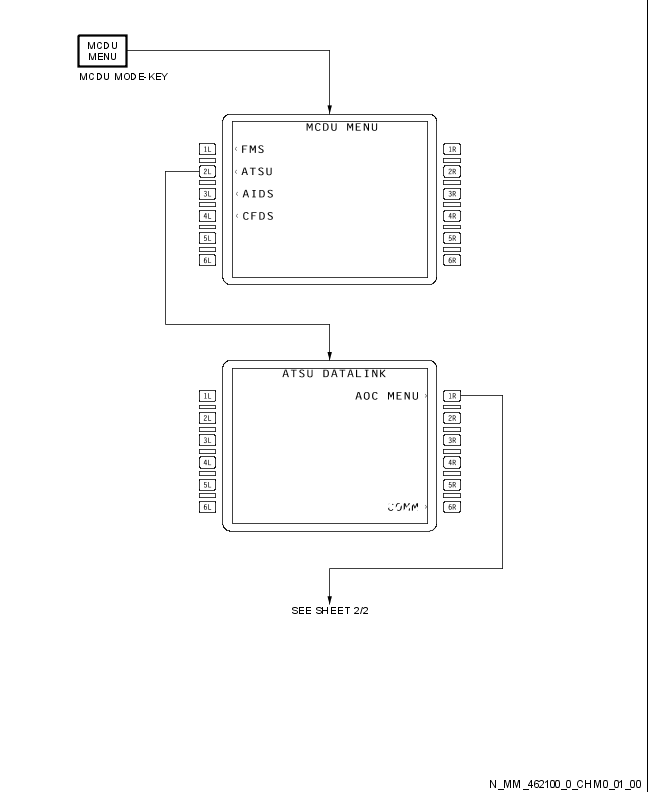 MCDU
MENU
MCDU MODE-KEY
MCDU MENU
1L ‹FMS 1R
2L ‹ATSU 2R
3L ‹AIDS 3R
4L ‹CFDS 4R
5L 5R
6L 6R
ATSU DATALINK
1L AOC MENU› 1R
2L 2R
3L 3R
4L 4R
5L 5R
6L COMM› 6R
SEE SHEET 2/2
N_MM_462100_0_CHM0_01_00